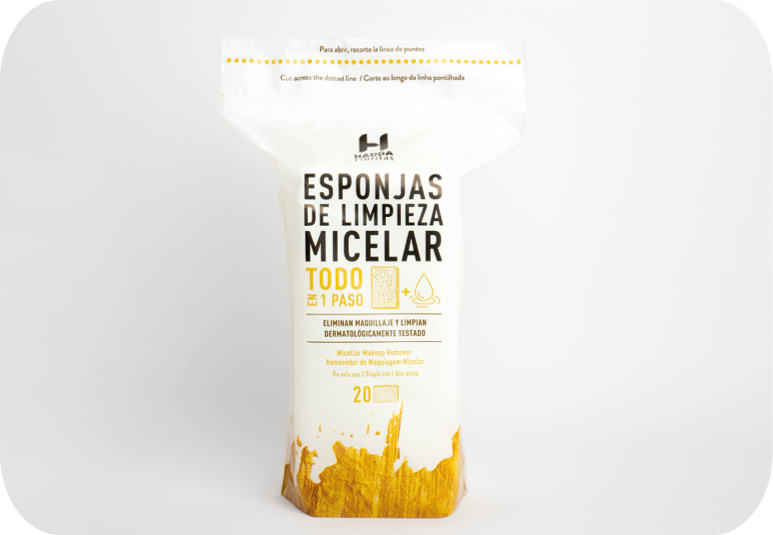 Para abrir, recorte la línea de puntos
Cut across the dotted line / Corte ao longo da linha pontilhada
H
HADDA
ESPONJAS
DE LIMPIEZA
MICELAR
TODO
EN 1 PASO
+
ELIMINAN MAQUILLAJE Y LIMPIAN
DERMATOLÓGICAMENTE TESTADO
Micellar Makeup Remover
Removedor de Maquiagem Micelar
Un solo uso / Single use / Uso único
20